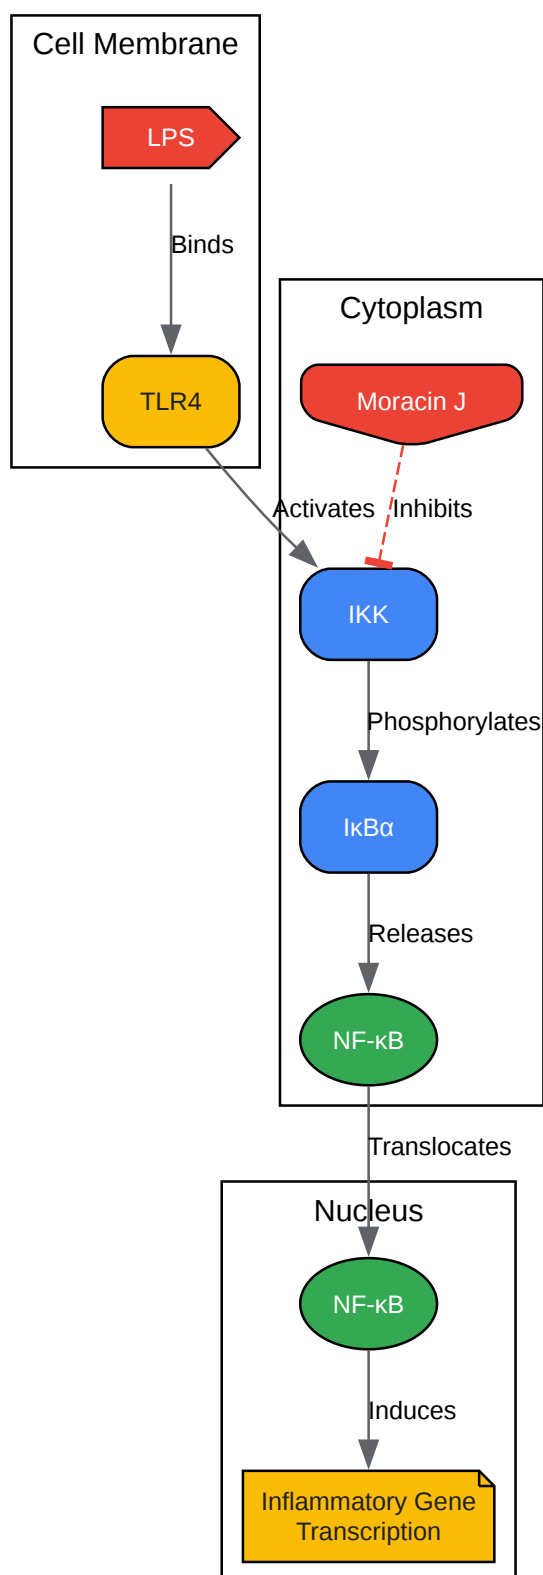 Cell Membrane
LPS
Binds
Cytoplasm
TLR4
Moracin J
Activates
Inhibits
IKK
Phosphorylates
IκBα
Releases
NF-κB
Translocates
Nucleus
NF-κB
Induces
Inflammatory Gene
Transcription